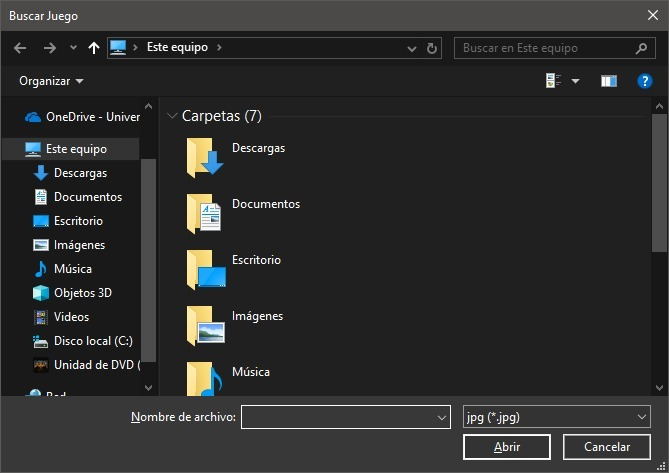 Buscar Juego
Este equipo
Buscar en Este equipo
Organizar
OneDrive - Univer
Este equipo
Descargas
Documentos
Escritorio
Imágenes
Música
Objetos 3D
Videos
Disco local (C:)
Unidad de DVD (
Carpetas (7)
Descargas
Documentos
Escritorio
Imágenes
Música
Nombre de archivo:
jpg (*.jpg)
Abrir
Cancelar